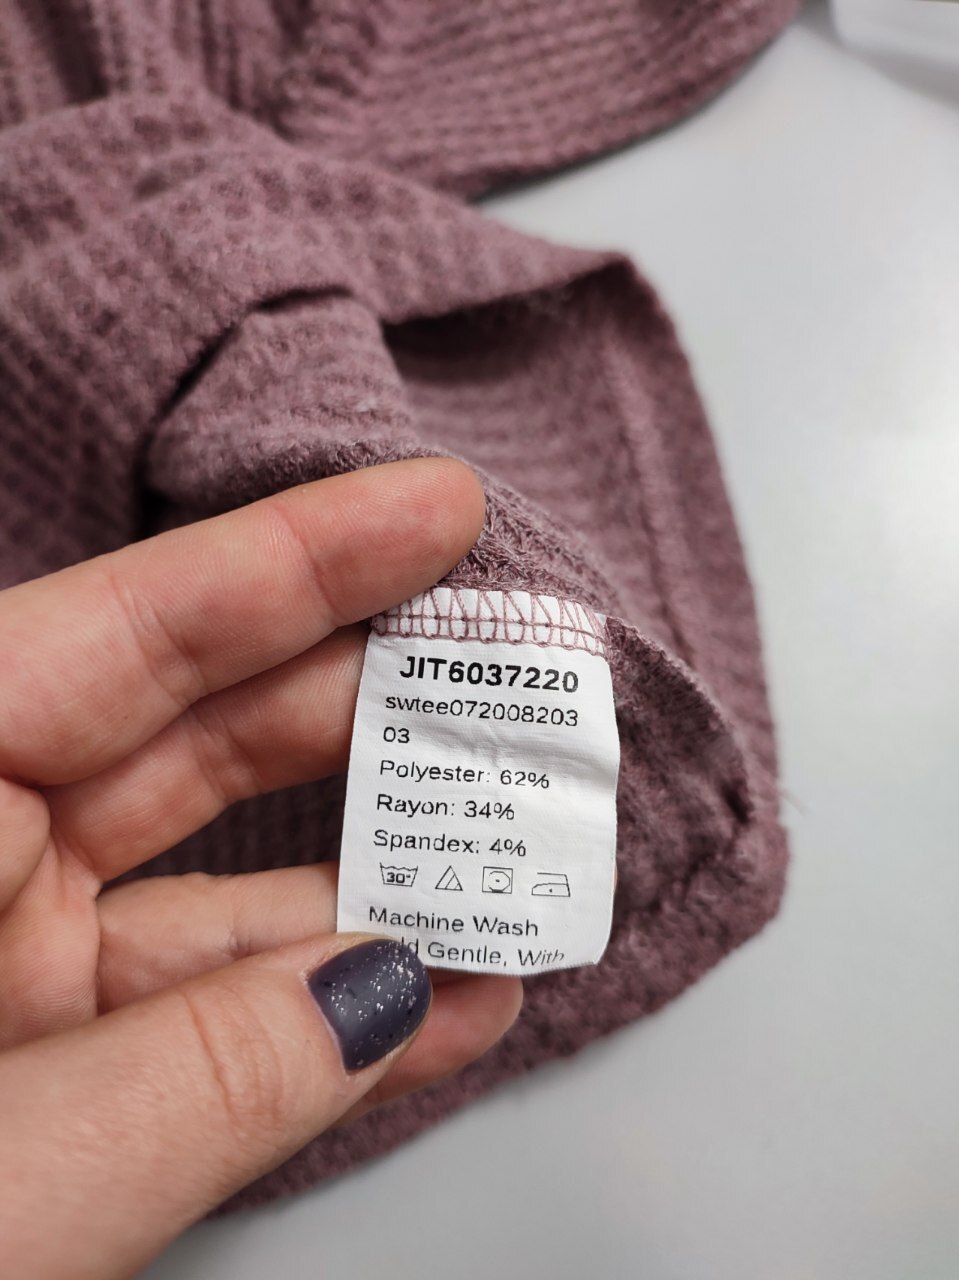 JIT6037220
swtee072008203
03
Polyester: 62%
Rayon: 34%
Spandex: 4%
30°
Machine Wash
Gentle, With